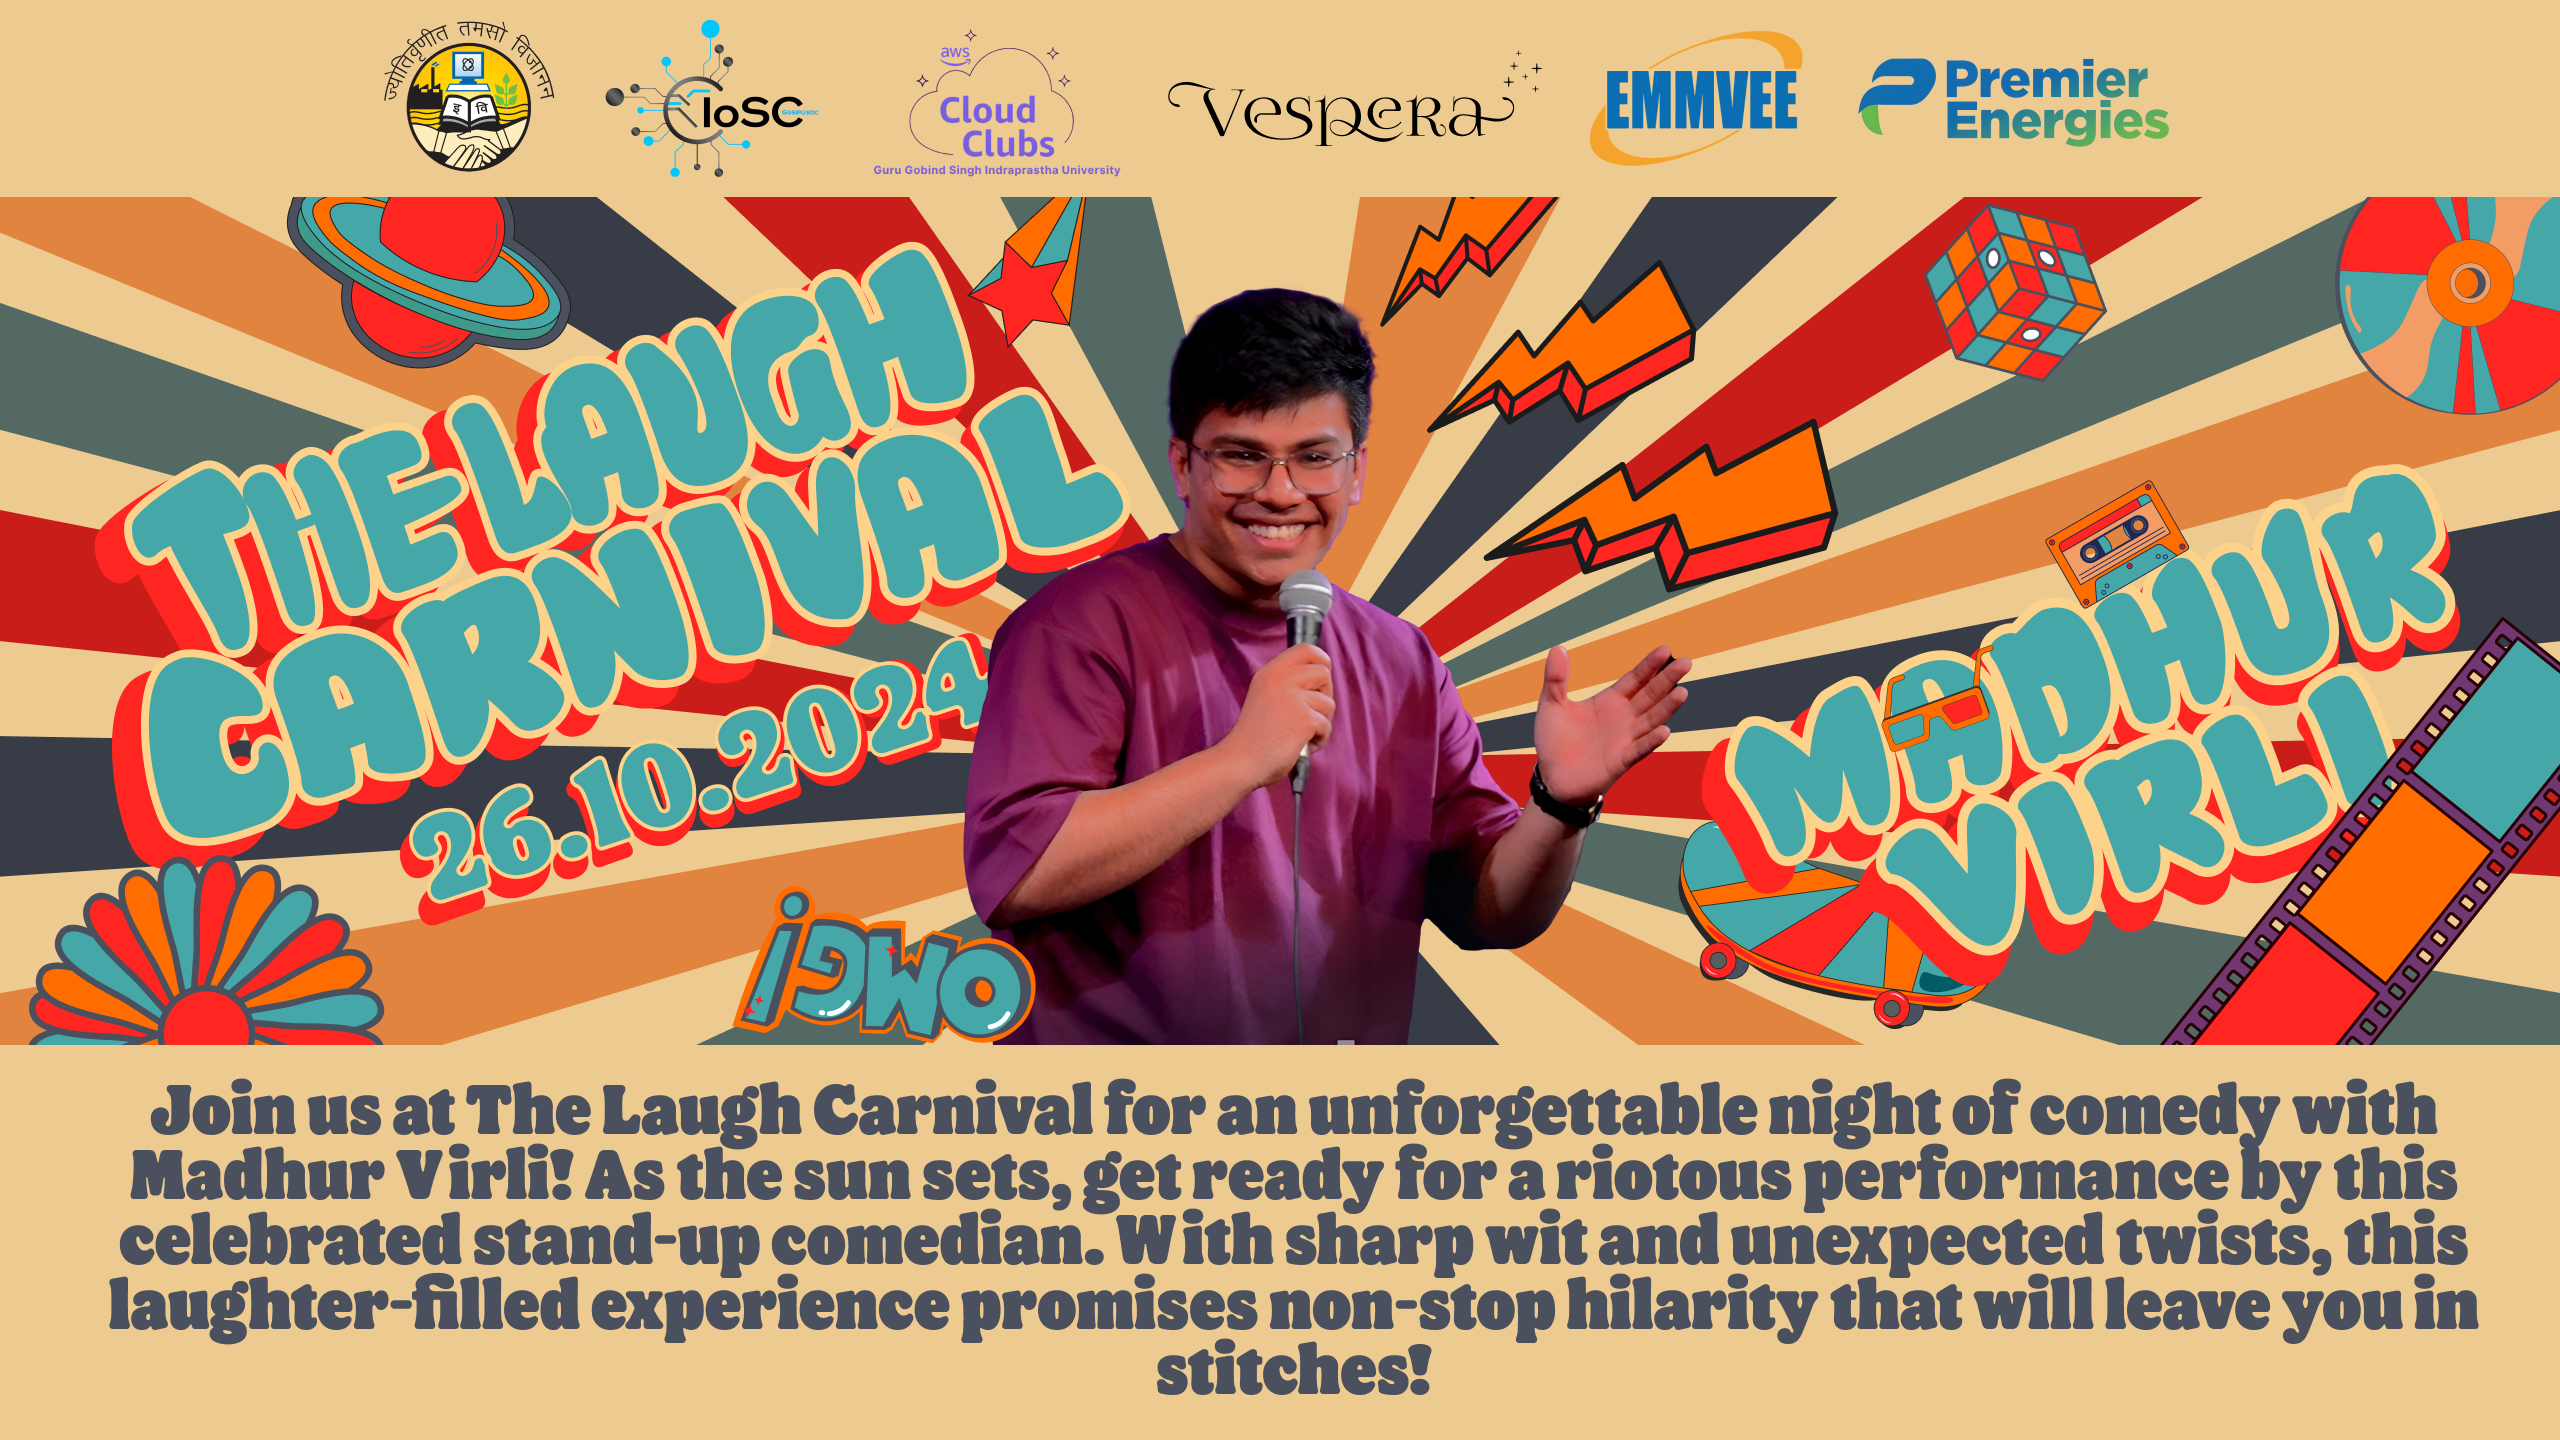 ज्योतिर्वृणीत तमसो विजानन
इ वि
IoSC
GGSIPU EDC
aws
Cloud
Clubs
Guru Gobind Singh Indraprastha University
Vespera
EMMVEE
Premier
Energies
THE LAUGH
CARNIVAL
26.10.2024
MADHUR
VIRLI
OMG!
Join us at The Laugh Carnival for an unforgettable night of comedy with
Madhur Virli! As the sun sets, get ready for a riotous performance by this
celebrated stand-up comedian. With sharp wit and unexpected twists, this
laughter-filled experience promises non-stop hilarity that will leave you in
stitches!